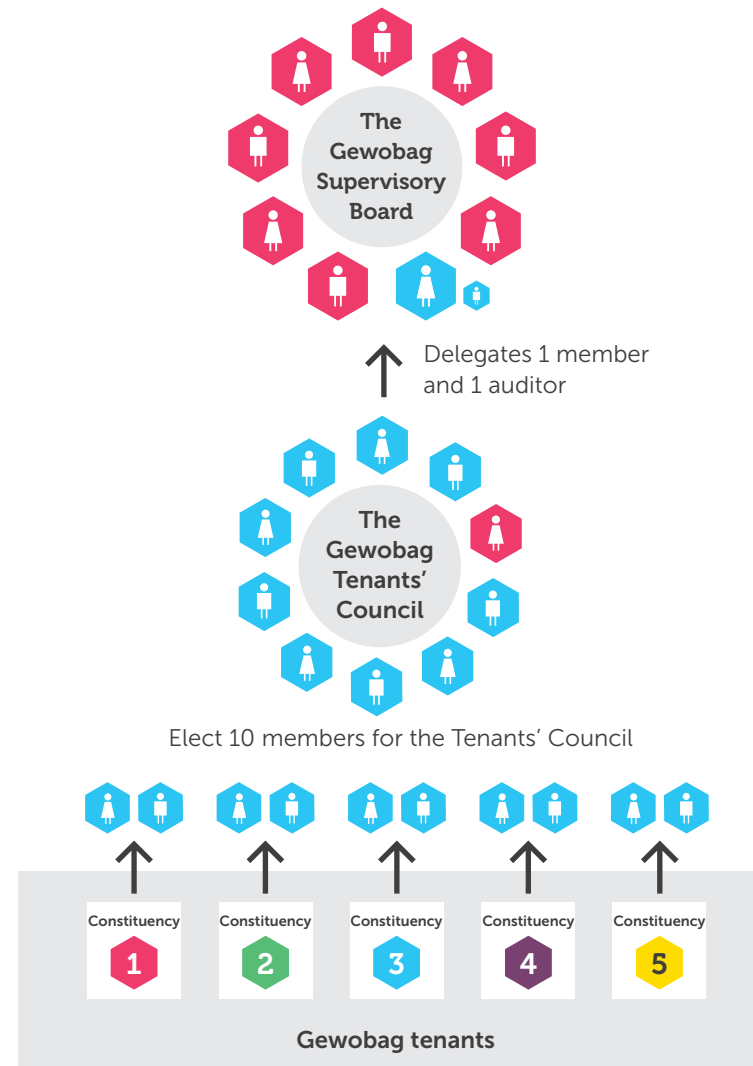 The
Gewobag
Supervisory
Board
Delegates 1 member
and 1 auditor
The
Gewobag
Tenants’
Council
Elect 10 members for the Tenants’ Council
Constituency
1
Constituency
2
Constituency
3
Constituency
4
Constituency
5
Gewobag tenants